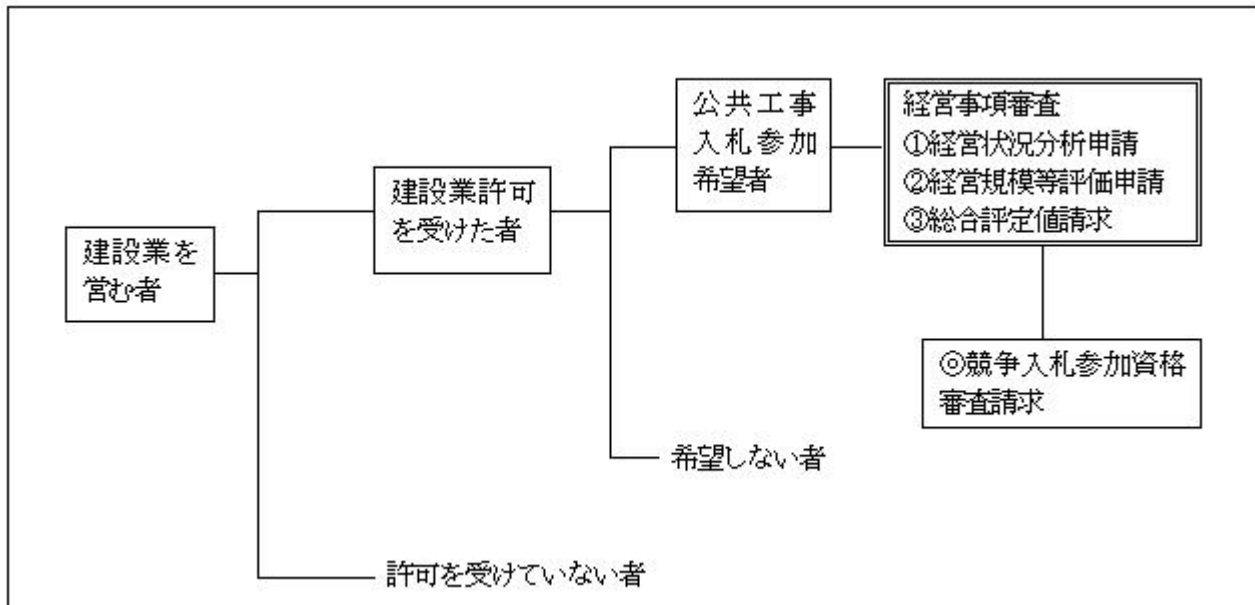 建設業を
営む者
建設業許可
を受けた者
公共工事
入札参加
希望者
経営事項審査
①経営状況分析申請
②経営規模等評価申請
③総合評定値請求
◎競争入札参加資格
審査請求
希望しない者
許可を受けていない者